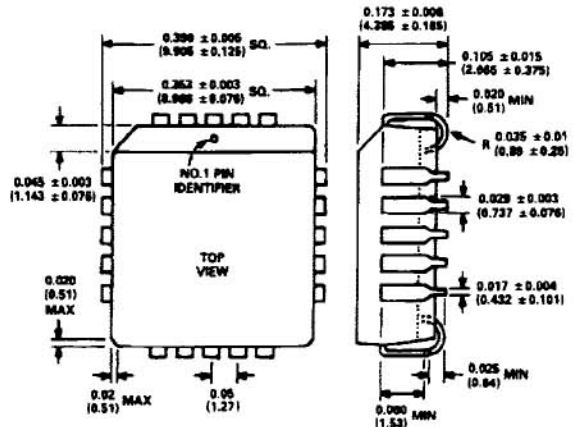 0.390 ± 0.005
(9.905 ± 0.125) SQ.
0.353 ± 0.003
(8.966 ± 0.076) SQ.
0.173 ± 0.008
(4.385 ± 0.185)
0.105 ± 0.015
(2.665 ± 0.375)
0.020
(0.51) MIN
R 0.035 ± 0.01
(0.89 ± 0.25)
NO.1 PIN
IDENTIFIER
0.045 ± 0.003
(1.143 ± 0.076)
0.029 ± 0.003
(0.737 ± 0.076)
TOP
VIEW
0.020
(0.51)
MAX
0.017 ± 0.004
(0.432 ± 0.101)
0.02
(0.51) MAX
0.05
(1.27)
0.025
(0.64) MIN
0.060
(1.53) MIN